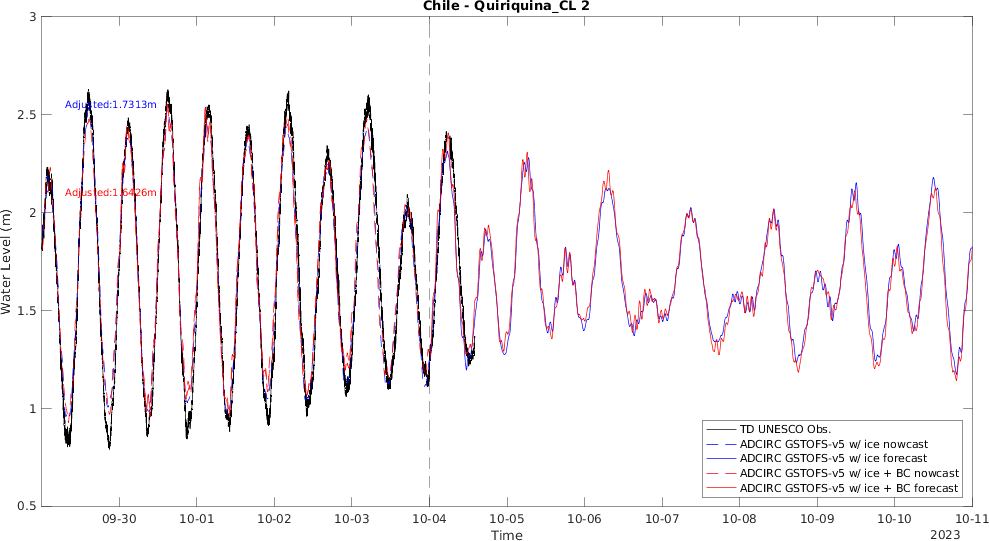 Chile - Quiriquina_CL 2
3
2.5
2
1.5
1
0.5
Water Level (m)
Adjusted:1.7313m
Adjusted:1.6426m
TD UNESCO Obs.
ADCIRC GSTOFS-v5 w/ ice nowcast
ADCIRC GSTOFS-v5 w/ ice forecast
ADCIRC GSTOFS-v5 w/ ice + BC nowcast
ADCIRC GSTOFS-v5 w/ ice + BC forecast
09-30 10-01 10-02 10-03 10-04 10-05 10-06 10-07 10-08 10-09 10-10 10-11
Time
2023